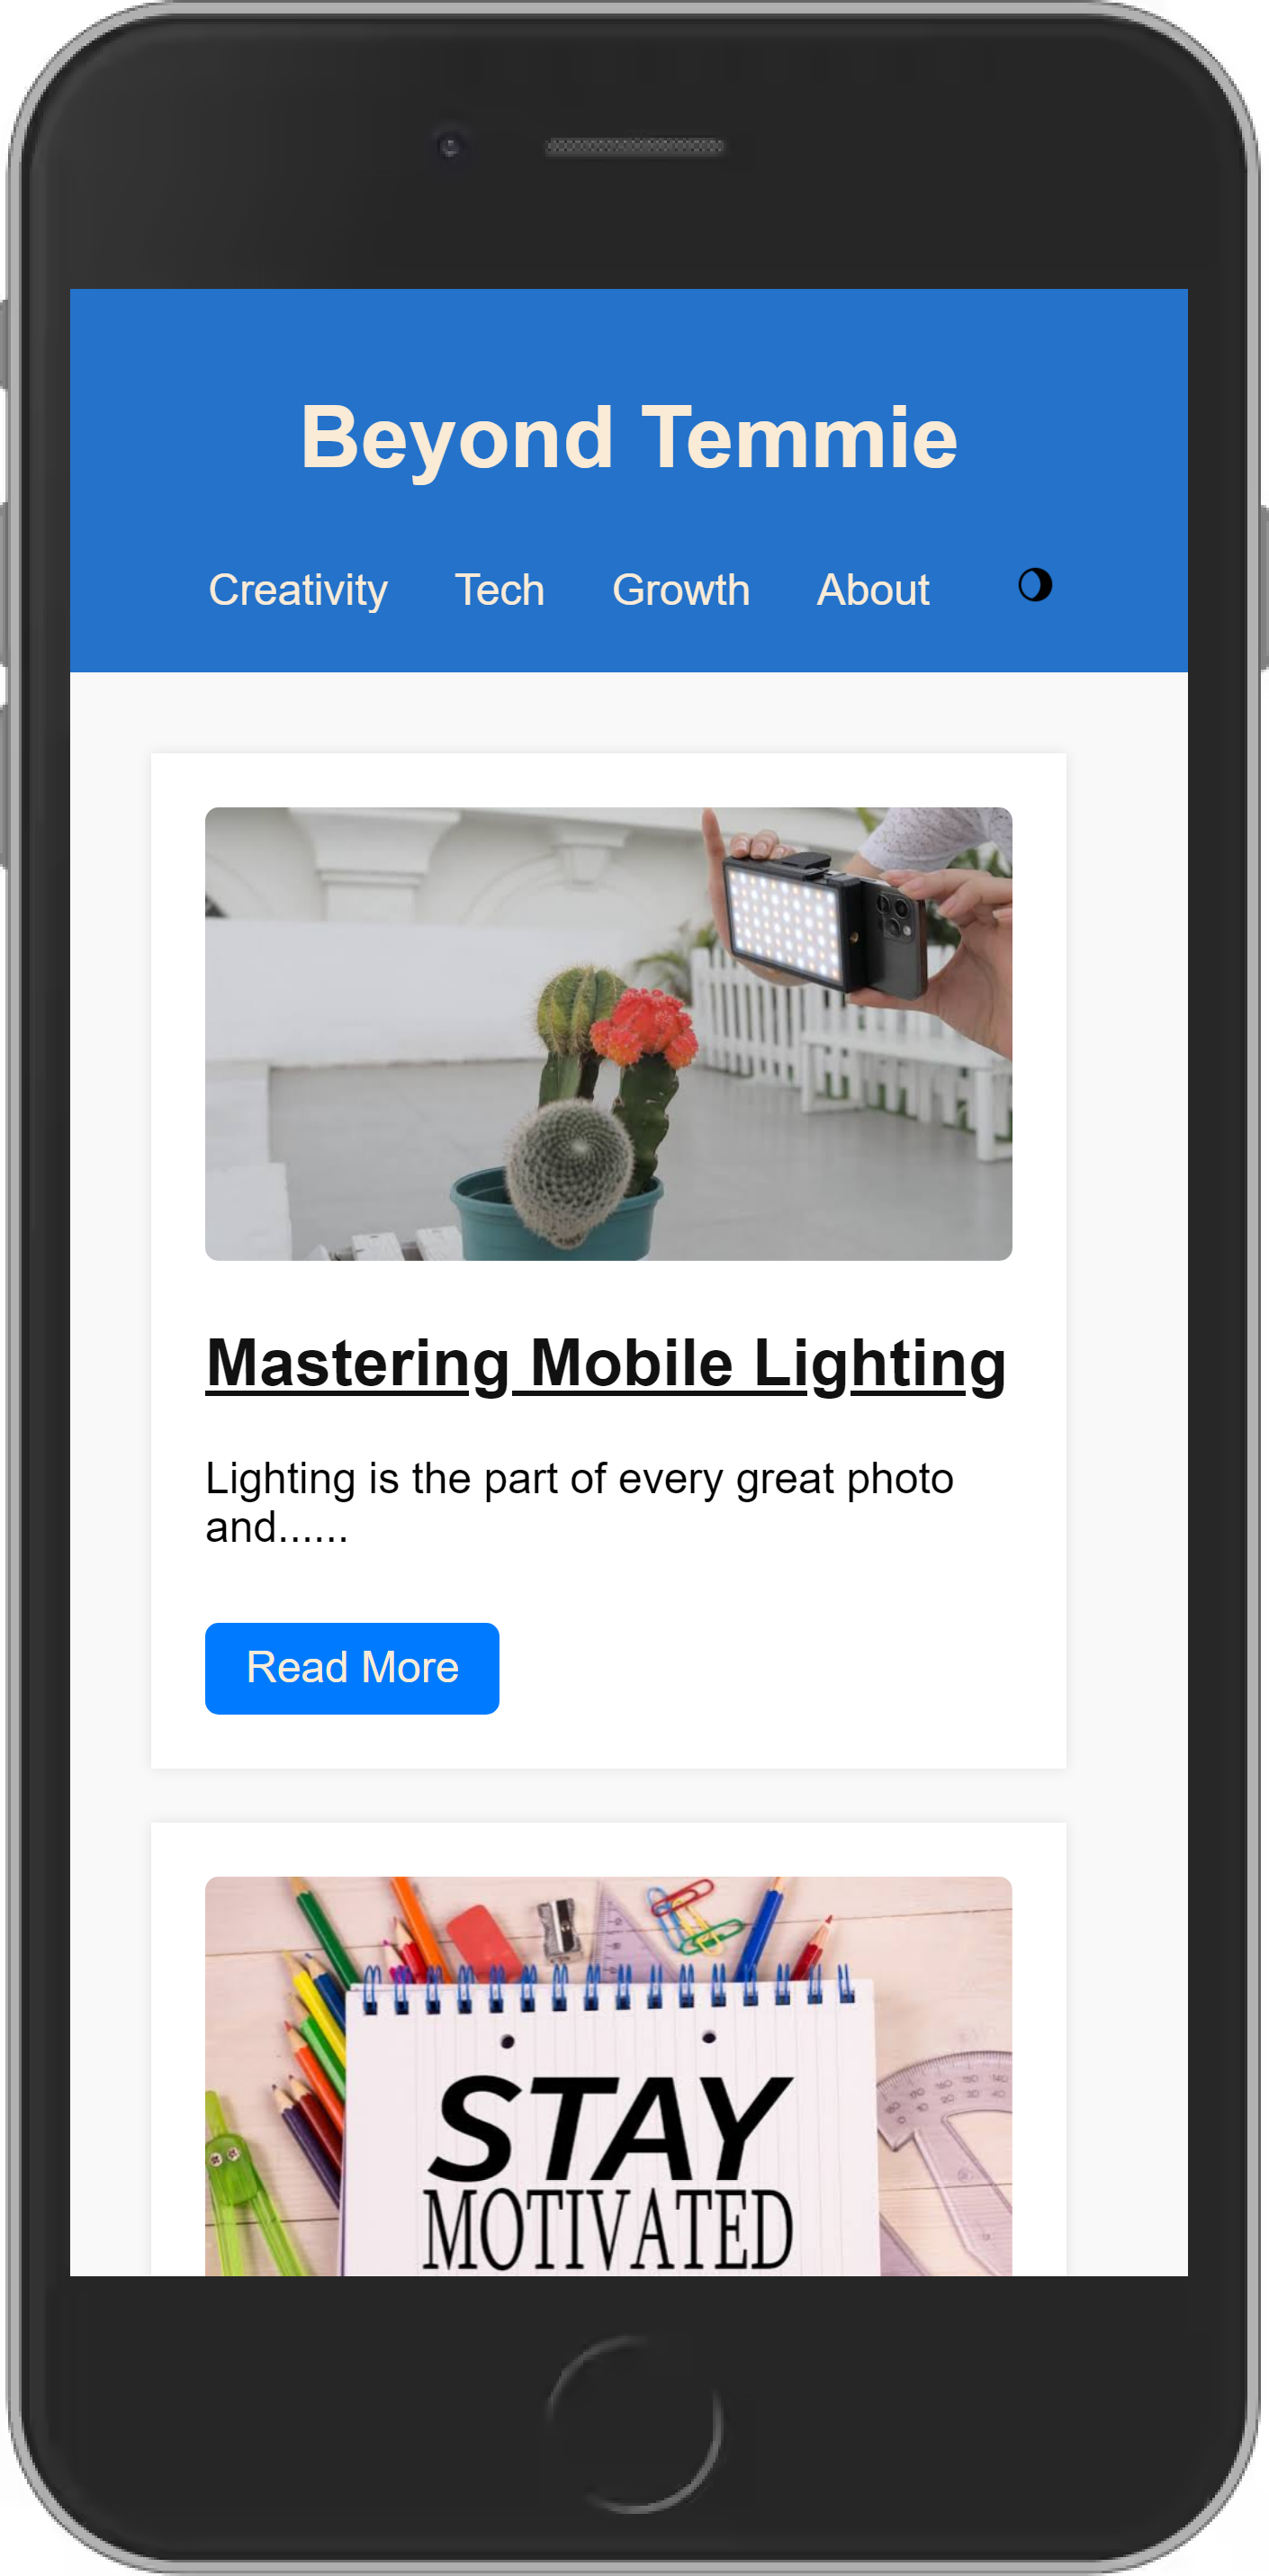 Beyond Temmie
Creativity Tech Growth About
Mastering Mobile Lighting
Lighting is the part of every great photo
and......
Read More
STAY
MOTIVATED